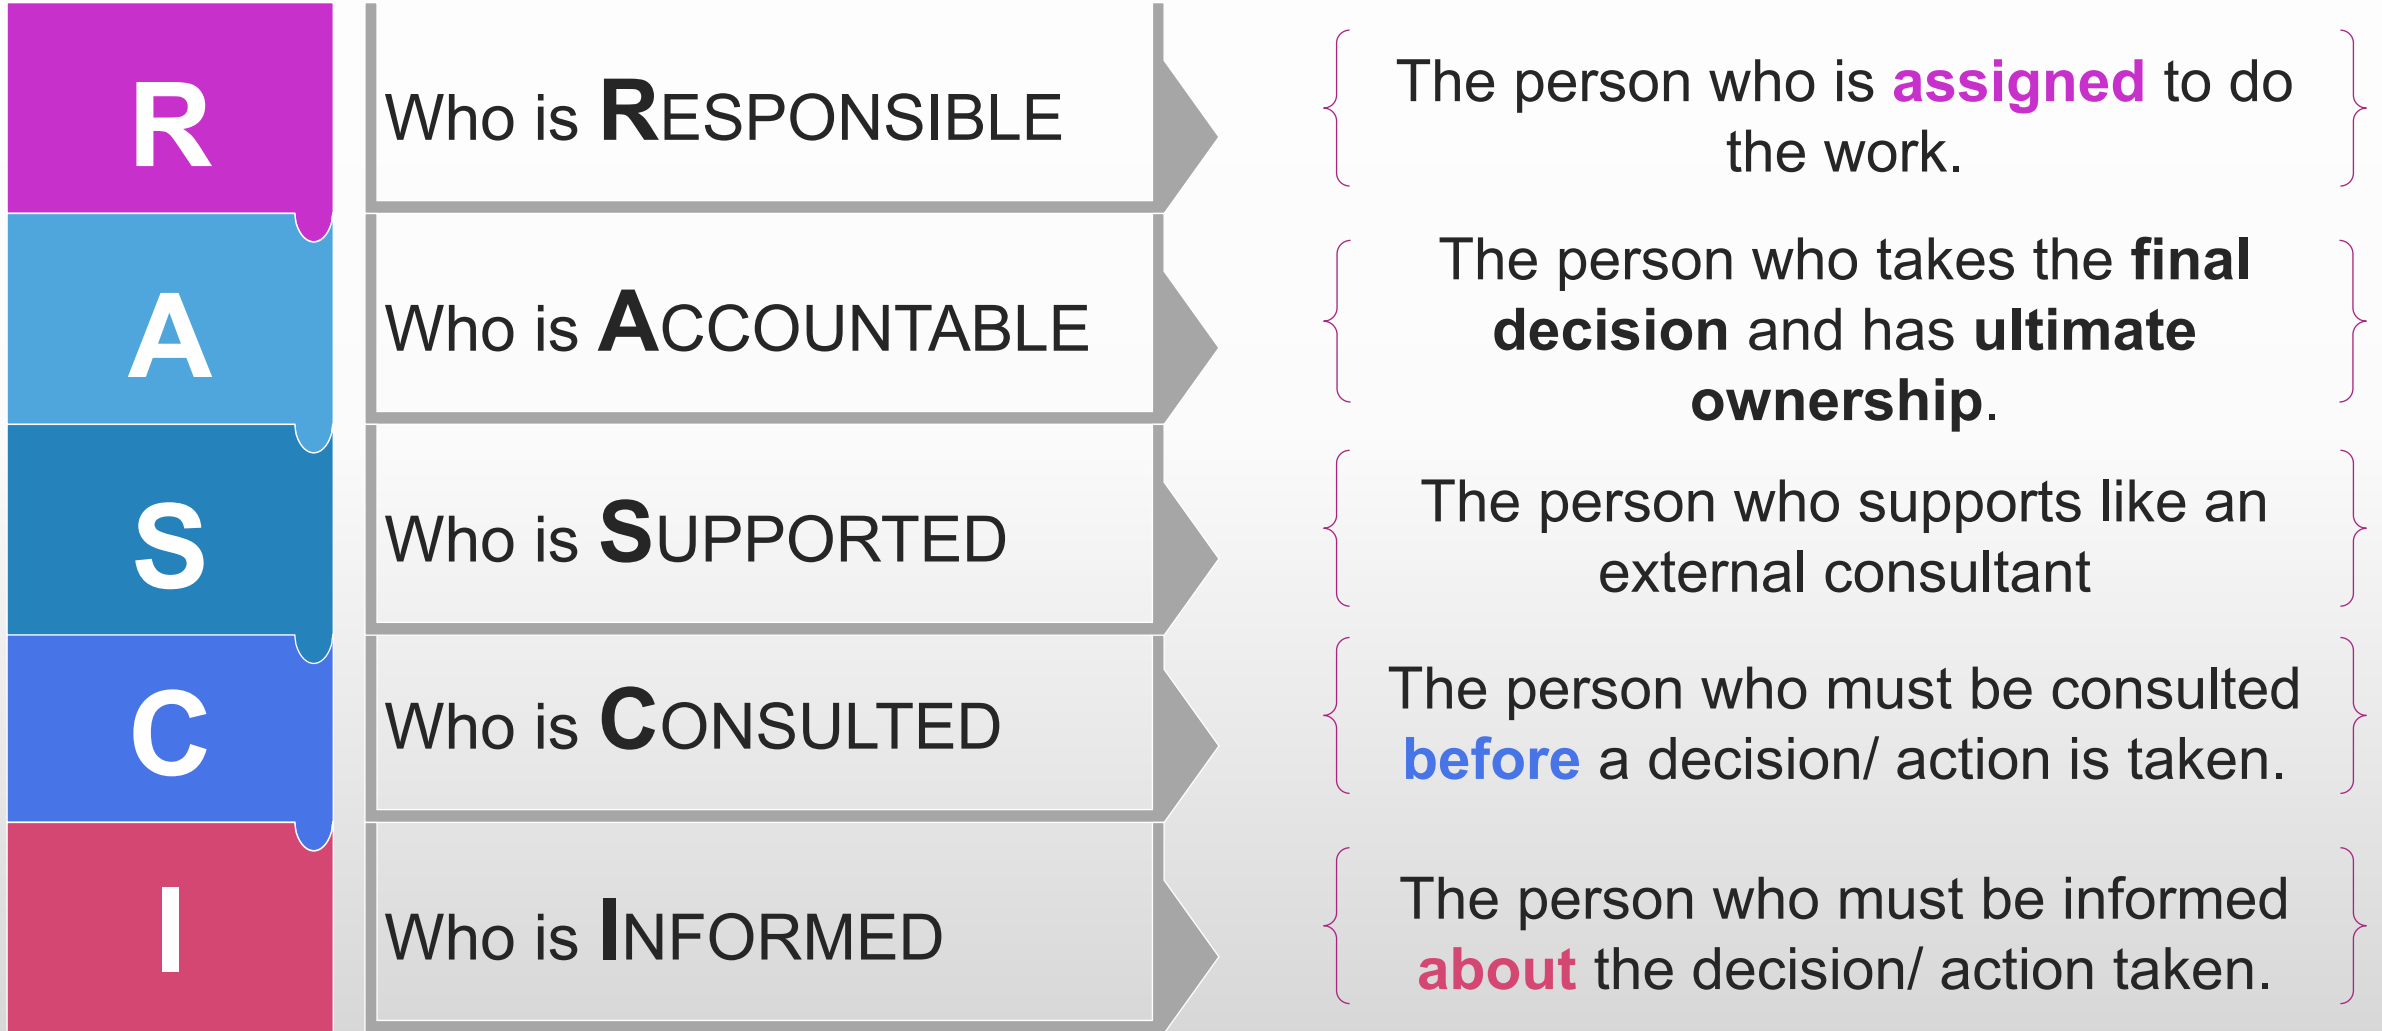 R
Who is RESPONSIBLE
The person who is assigned to do
the work.
A
Who is ACCOUNTABLE
The person who takes the final
decision and has ultimate
ownership.
S
Who is SUPPORTED
The person who supports like an
external consultant
C
Who is CONSULTED
The person who must be consulted
before a decision/ action is taken.
I
Who is INFORMED
The person who must be informed
about the decision/ action taken.